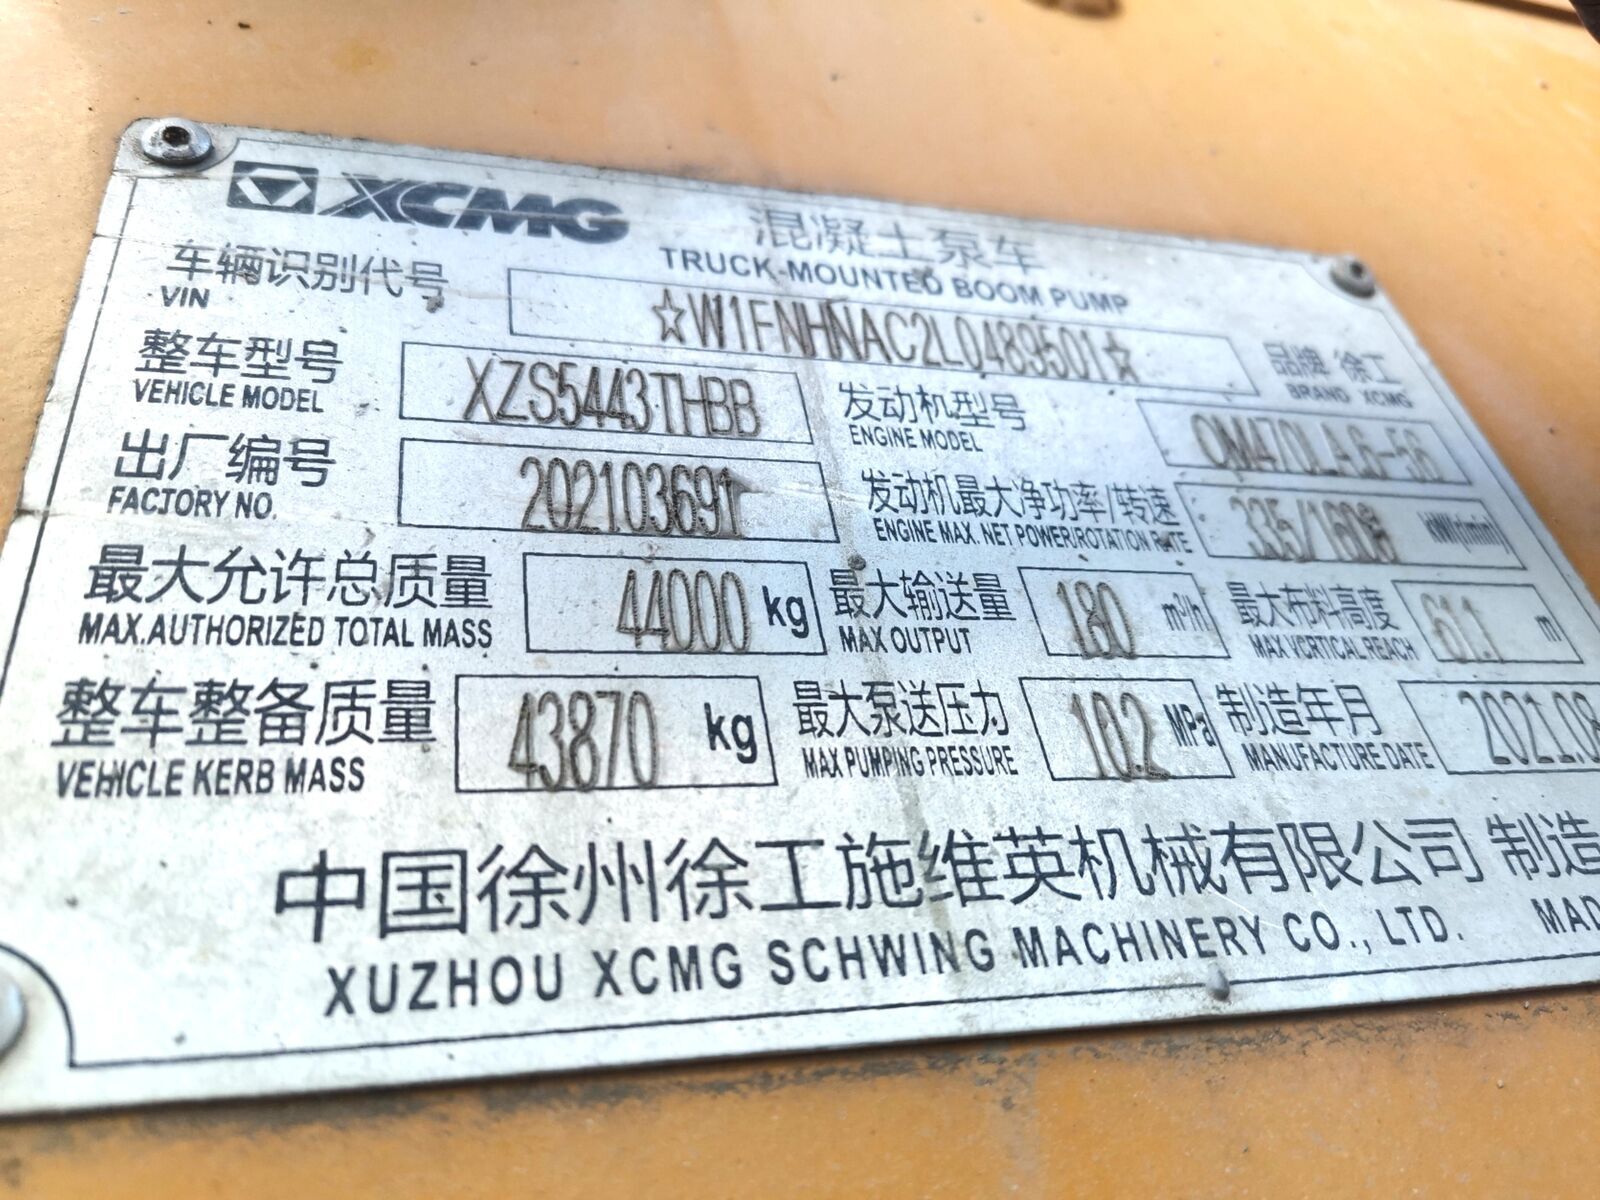 XCMG
混凝土泵车
TRUCK-MOUNTED BOOM PUMP
车辆识别代号
VIN
☆W1FNHNAC2L0489501☆
品牌 徐工
BRAND XCMG
整车型号
VEHICLE MODEL
XZS5443THBB
发动机型号
ENGINE MODEL
出厂编号
FACTORY NO.
202103691
发动机最大净功率/转速
ENGINE MAX. NET POWER/ROTATION RATE
kW/(r/min)
最大允许总质量
MAX.AUTHORIZED TOTAL MASS
44000 kg
最大输送量
MAX OUTPUT
180 m³/h
最大布料高度
MAX VCRTICAL REACH
61.1 m
整车整备质量
VEHICLE KERB MASS
43870 kg
最大泵送压力
MAX PUMPING PRESSURE
10.2 MPa
制造年月
MANUFACTURE DATE
2021.08
中国徐州徐工施维英机械有限公司 制造
XUZHOU XCMG SCHWING MACHINERY CO., LTD.